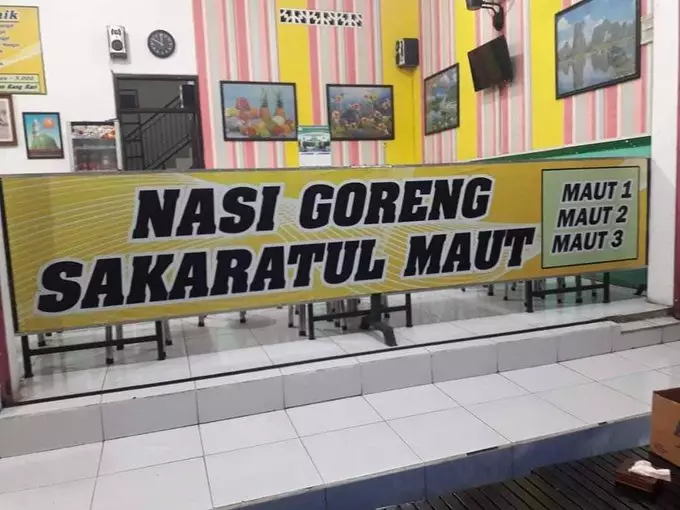 NASI GORENG
SAKARATUL MAUT
MAUT 1
MAUT 2
MAUT 3